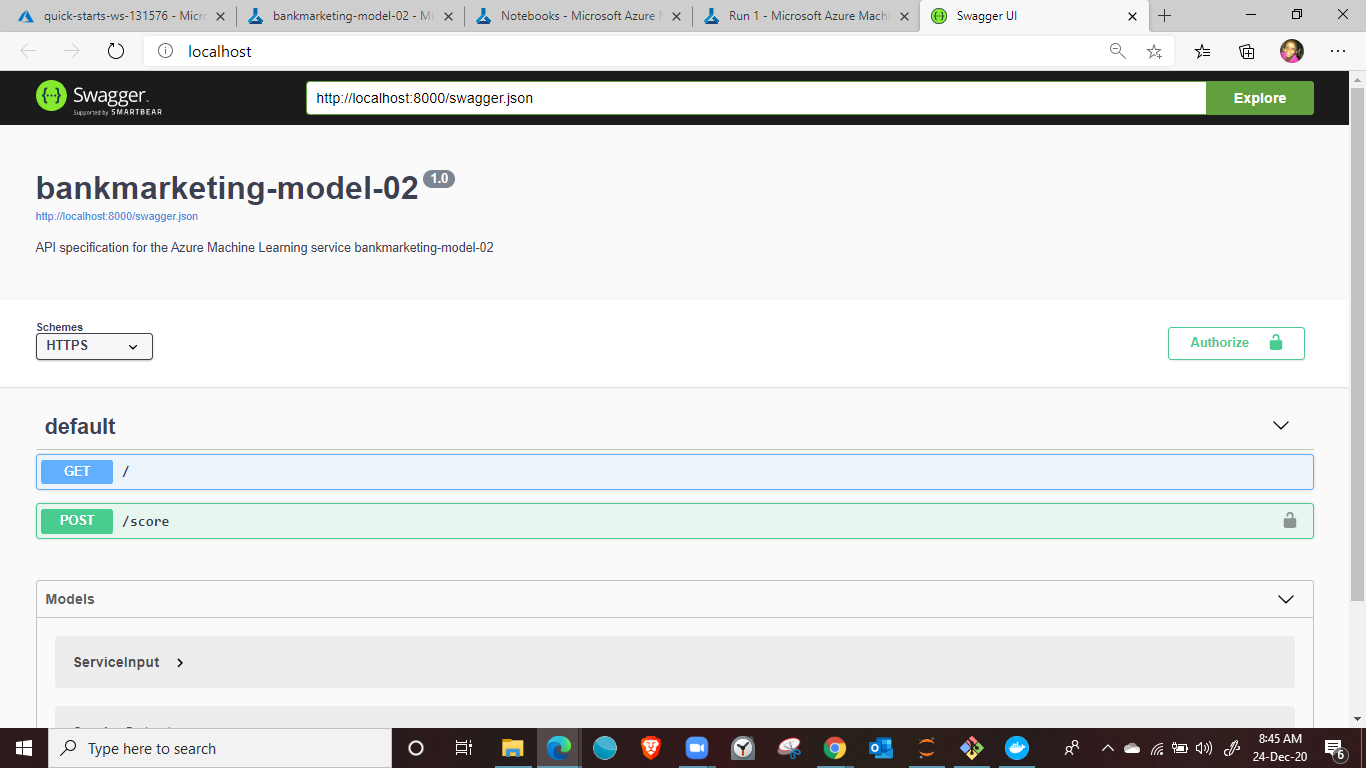 quick-starts-ws-131576 - Micro
bankmarketing-model-02 - Mi
Notebooks - Microsoft Azure
Run 1 - Microsoft Azure Machi
Swagger UI
localhost
Swagger
Supported by SMARTBEAR
http://localhost:8000/swagger.json
Explore
bankmarketing-model-02 1.0
http://localhost:8000/swagger.json
API specification for the Azure Machine Learning service bankmarketing-model-02
Schemes
HTTPS
Authorize
default
GET /
POST /score
Models
ServiceInput
Type here to search
8:45 AM
24-Dec-20
6